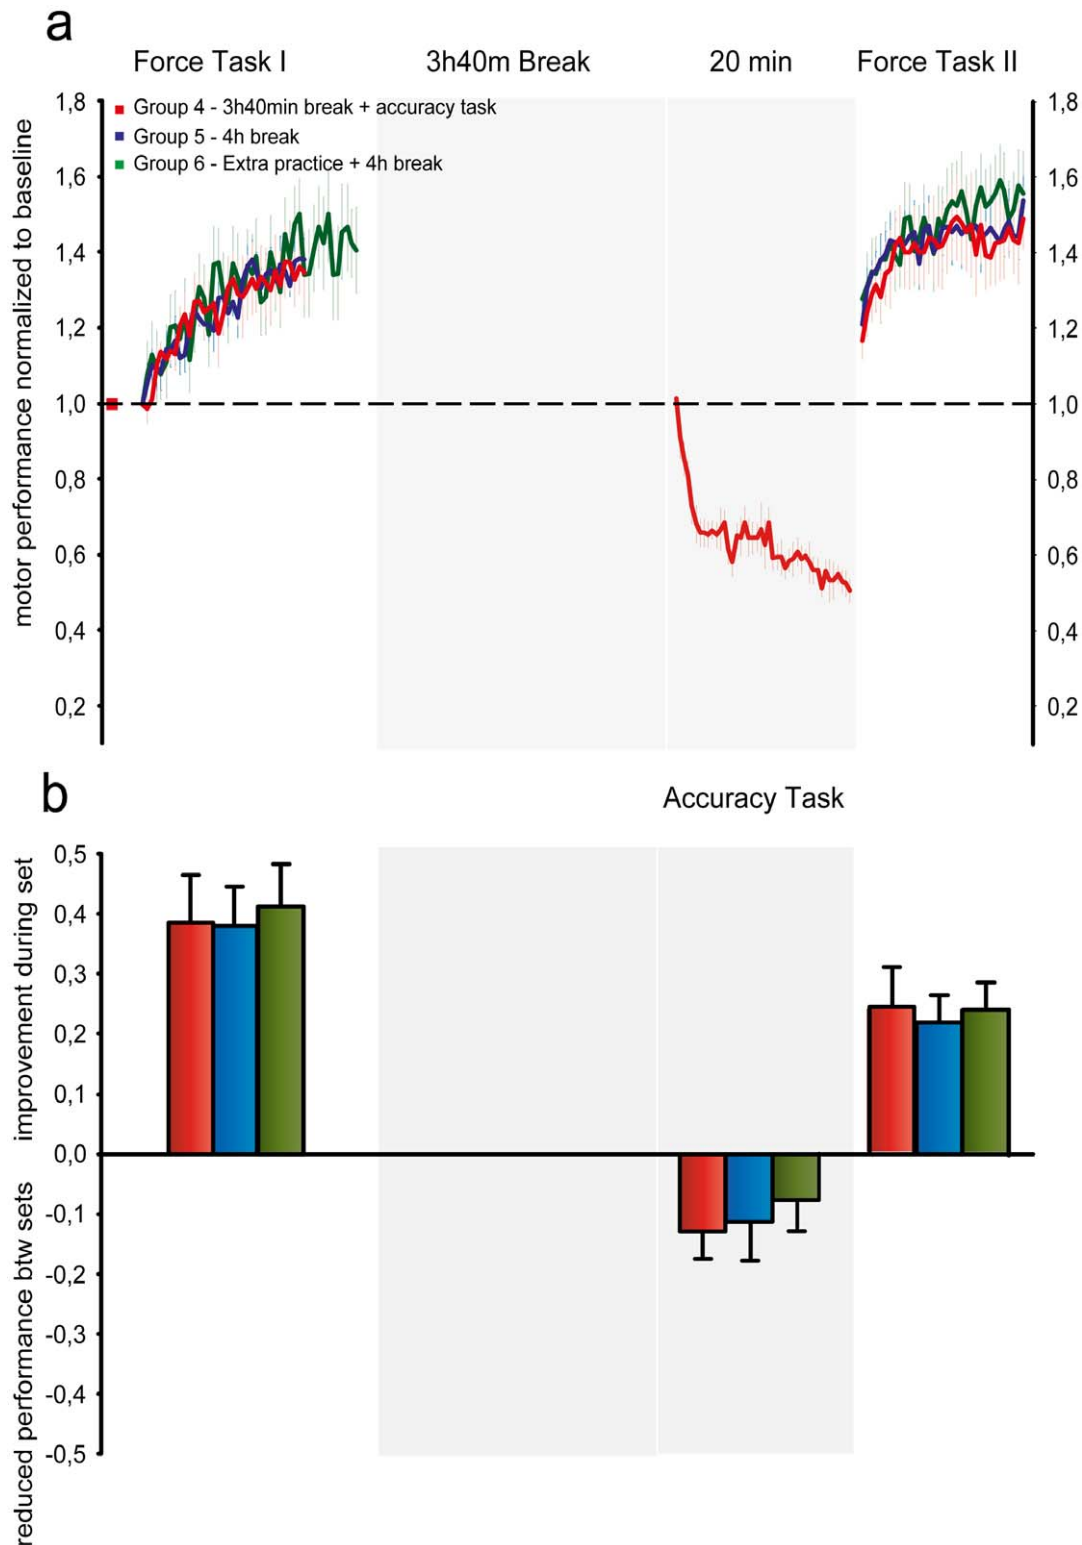 a
Force Task I 3h40m Break 20 min Force Task II
Group 4 - 3h40min break + accuracy task
Group 5 - 4h break
Group 6 - Extra practice + 4h break
motor performance normalized to baseline
1,8 1,8
1,6 1,6
1,4 1,4
1,2 1,2
1,0 1,0
0,8 0,8
0,6 0,6
0,4 0,4
0,2 0,2
b
Accuracy Task
improvement during set
reduced performance btw sets
0,5
0,4
0,3
0,2
0,1
0,0
-0,1
-0,2
-0,3
-0,4
-0,5